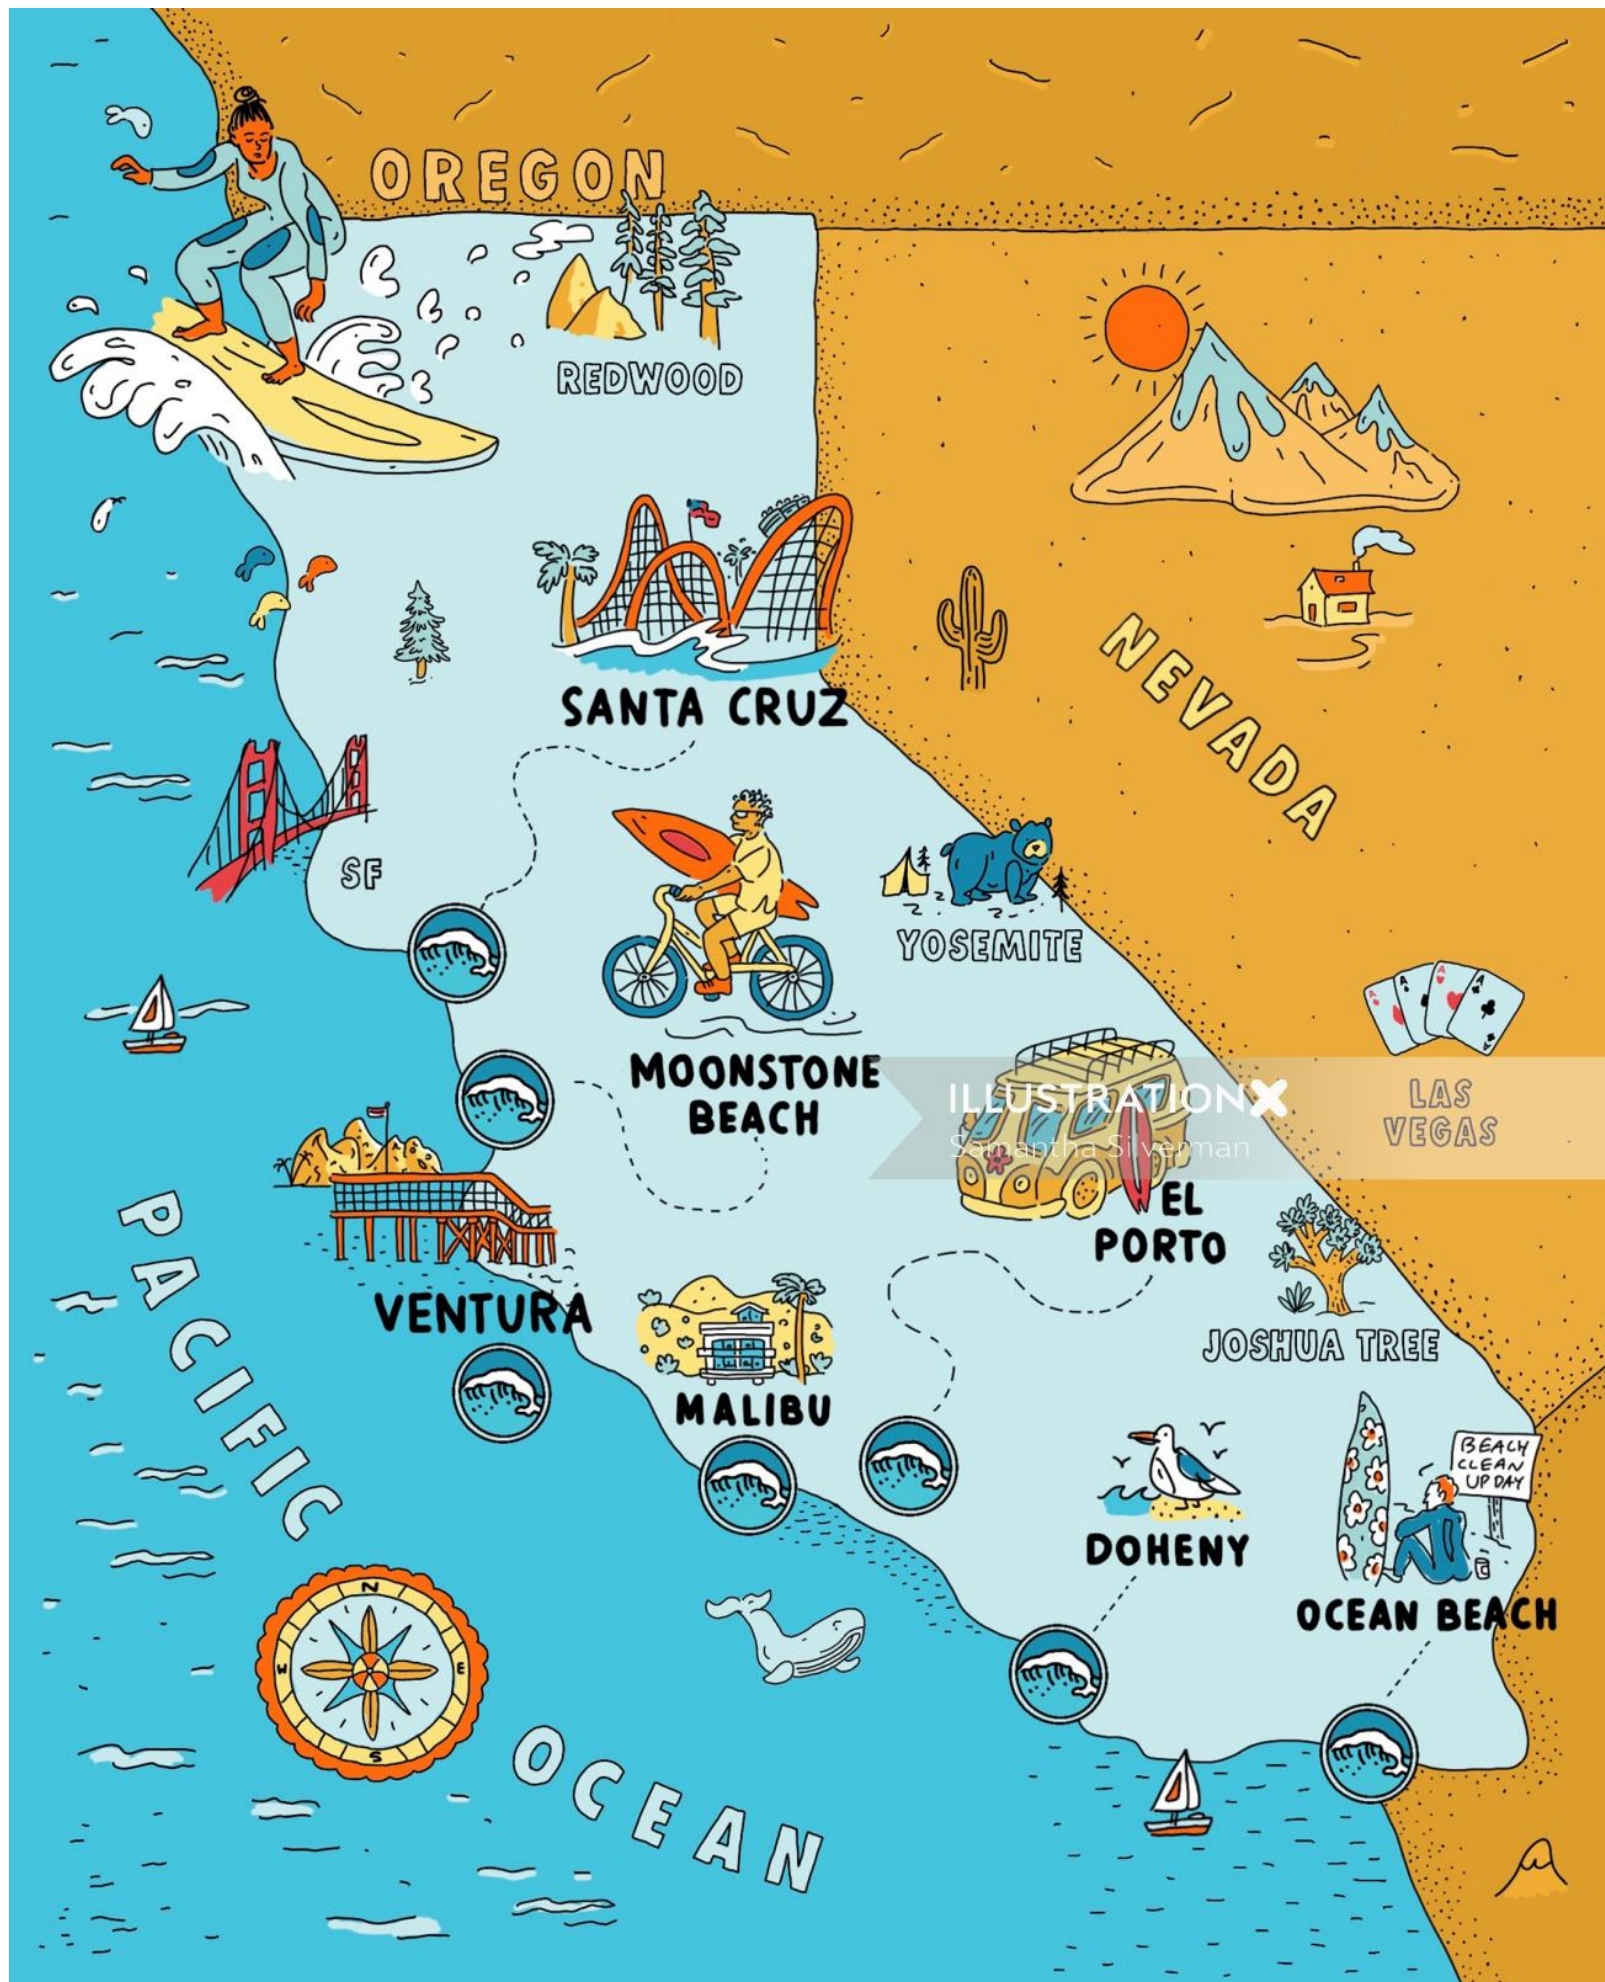 OREGON
REDWOOD
SANTA CRUZ
NEVADA
SF
YOSEMITE
MOONSTONE
BEACH
ILLUSTRATIONX
Samantha Silverman
LAS
VEGAS
EL
PORTO
VENTURA
MALIBU
JOSHUA TREE
BEACH
CLEAN
UP DAY
DOHENY
OCEAN BEACH
PACIFIC
OCEAN
N
W
E
S
A
A
A
A
A